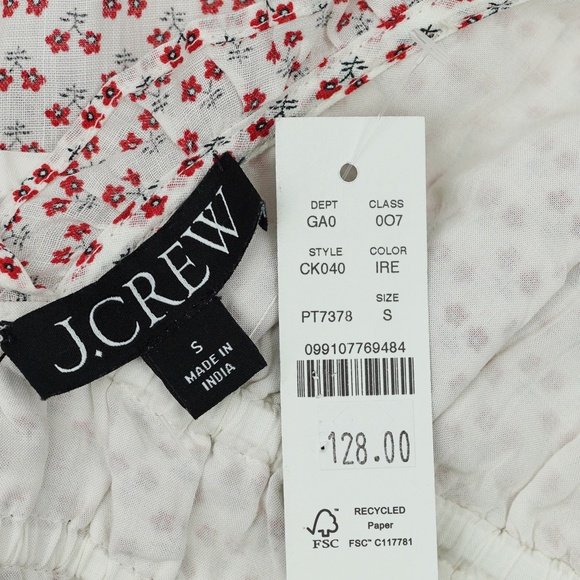 J.CREW
S
MADE IN
INDIA
DEPT CLASS
GA0 007
STYLE COLOR
CK040 IRE
SIZE
PT7378 S
099107769484
128.00
FSC
RECYCLED
Paper
FSC™ C117781